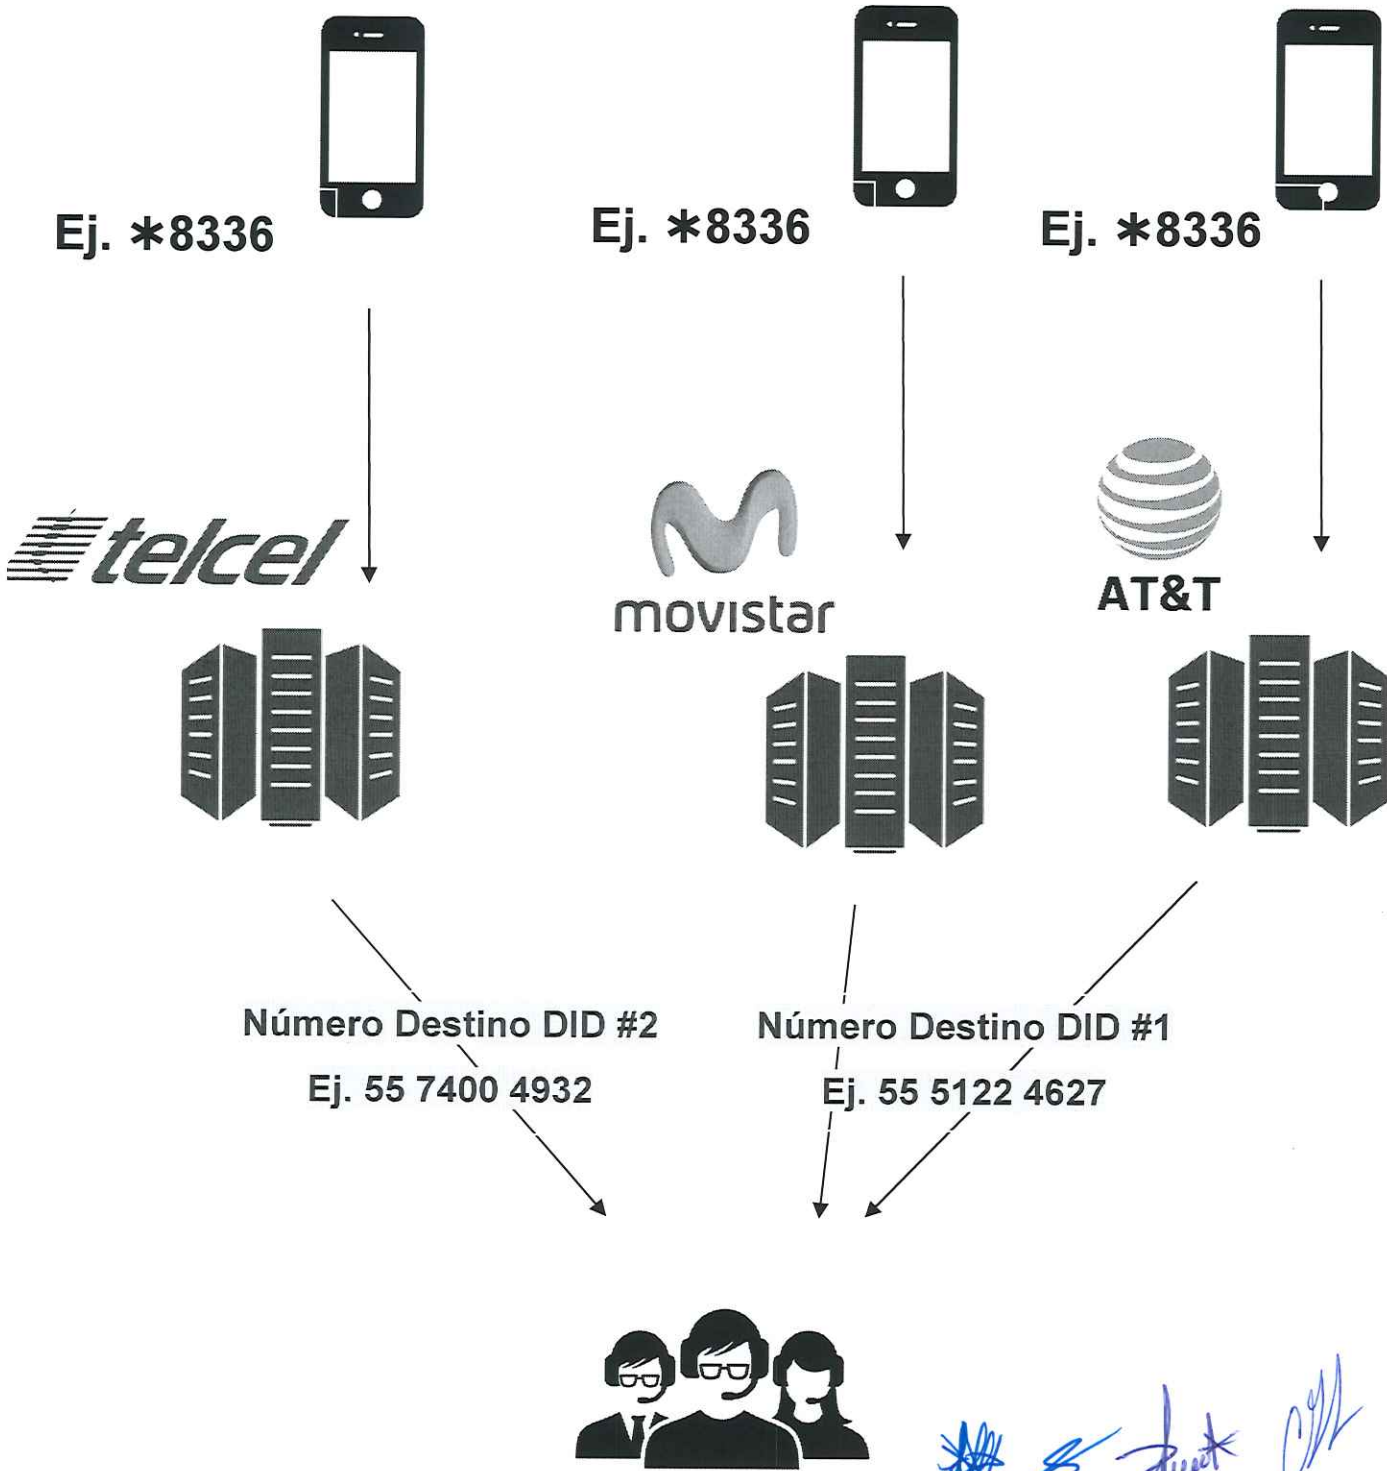 Ej. *8336
Ej. *8336
Ej. *8336
telcel
movistar
AT&T
Número Destino DID #2
Ej. 55 7400 4932
Número Destino DID #1
Ej. 55 5122 4627